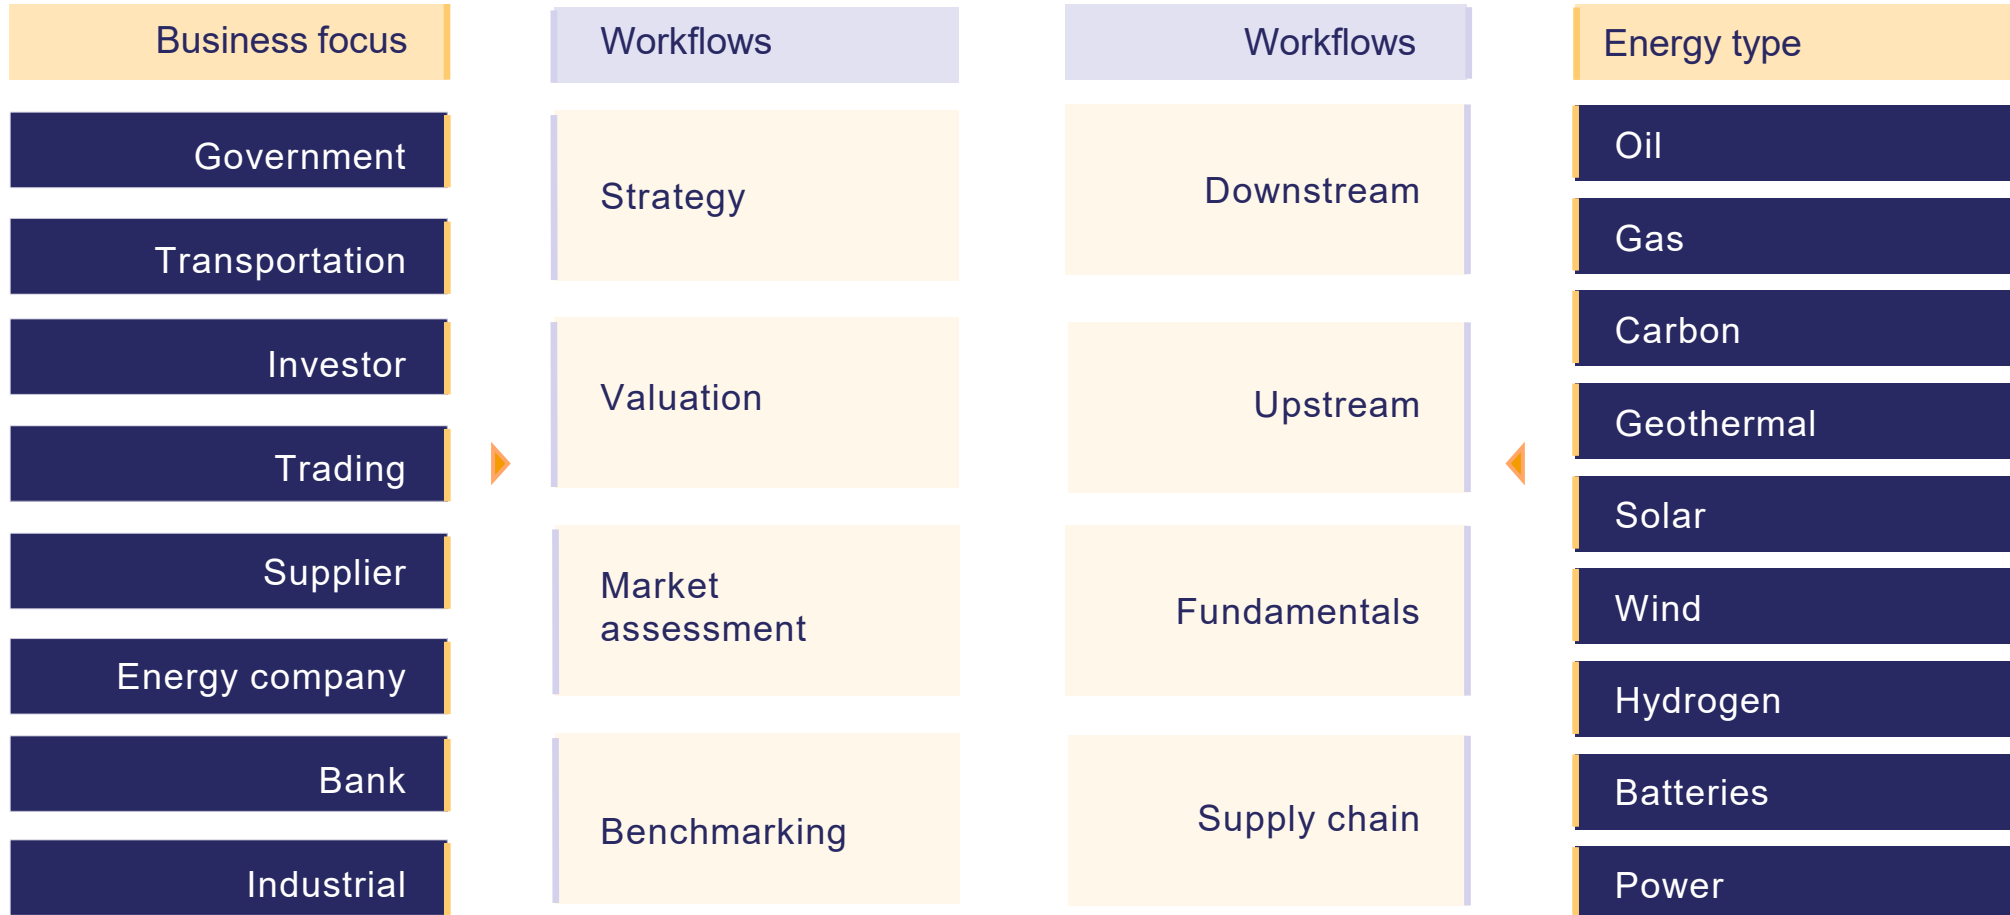 Business focus
Government
Transportation
Investor
Trading
Supplier
Energy company
Bank
Industrial
Workflows
Strategy
Valuation
Market
assessment
Benchmarking
Workflows
Downstream
Upstream
Fundamentals
Supply chain
Energy type
Oil
Gas
Carbon
Geothermal
Solar
Wind
Hydrogen
Batteries
Power